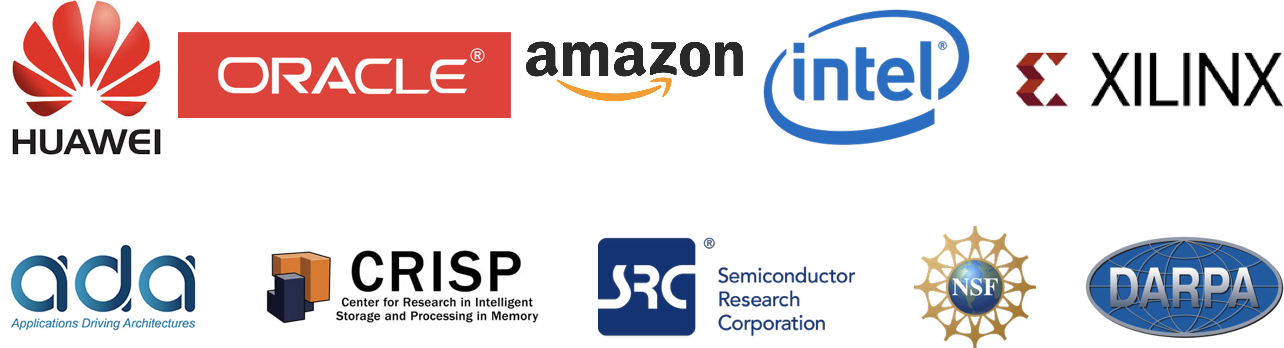 HUAWEI
ORACLE®
amazon
intel®
XILINX
ada
Applications Driving Architectures
CRISP
Center for Research in Intelligent
Storage and Processing in Memory
SRC®
Semiconductor
Research
Corporation
NSF
DARPA